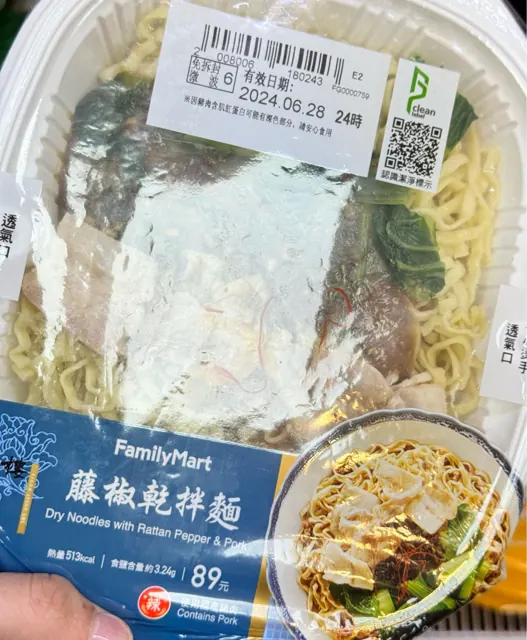 2 008006 180243 E2
免拆封
微波 6
有效日期:
FG0000759
2024.06.28 24時
※因豬肉含肌紅蛋白可能有褐色部分,請安心食用
clean
label
認識潔淨標示
透氣口
透氣口
FamilyMart
藤椒乾拌麵
Dry Noodles with Rattan Pepper & Pork
熱量513kcal | 食鹽含量約3.24g | 89元
辣
Contains Pork